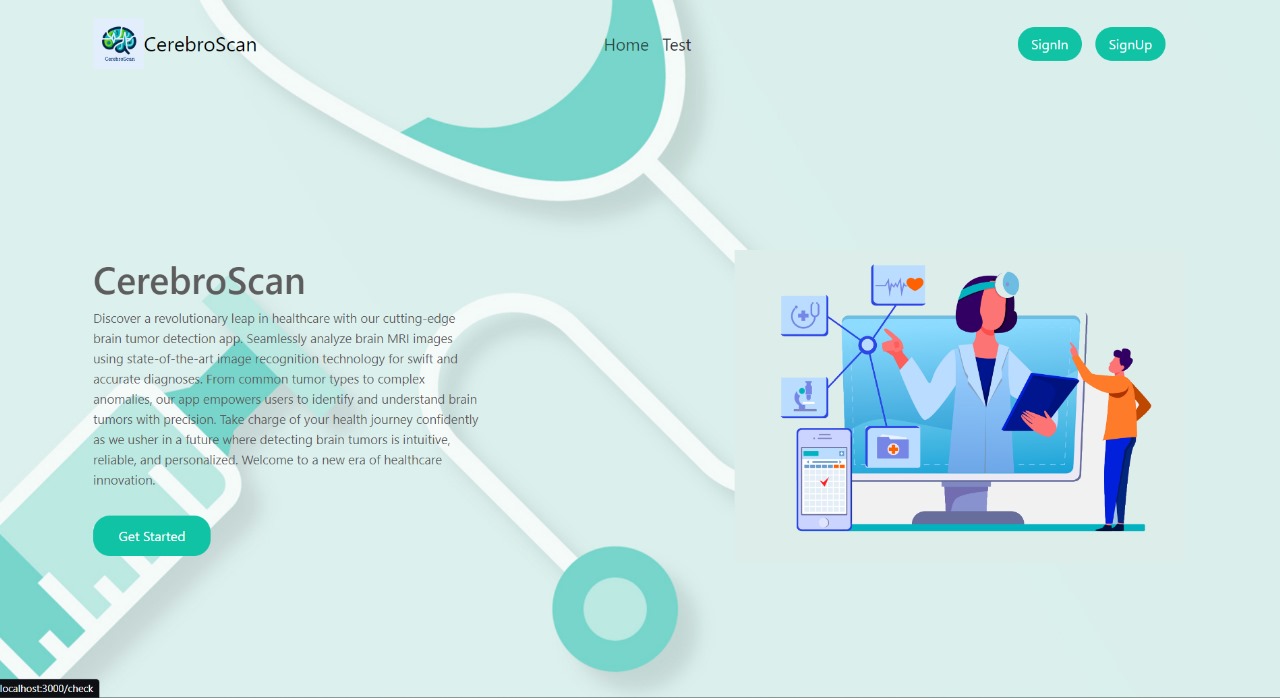 CerebroScan
CerebroScan
Home Test
SignIn
SignUp
CerebroScan
Discover a revolutionary leap in healthcare with our cutting-edge
brain tumor detection app. Seamlessly analyze brain MRI images
using state-of-the-art image recognition technology for swift and
accurate diagnoses. From common tumor types to complex
anomalies, our app empowers users to identify and understand brain
tumors with precision. Take charge of your health journey confidently
as we usher in a future where detecting brain tumors is intuitive,
reliable, and personalized. Welcome to a new era of healthcare
innovation.
Get Started
localhost:3000/check